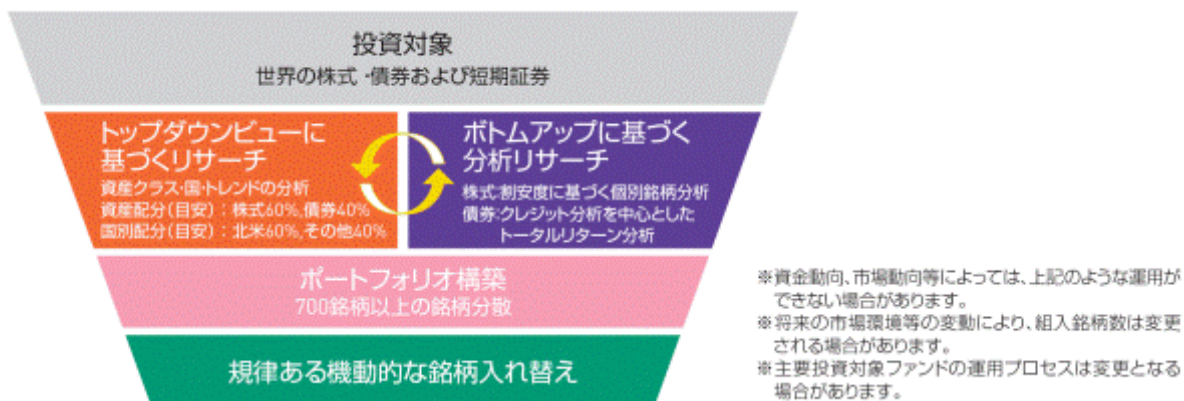 投資対象
世界の株式・債券および短期証券
トップダウンビューに
基づくリサーチ
資産クラス・国・トレンドの分析
資産配分(目安)：株式60%,債券40%
国別配分(目安)：北米60%,その他40%
ボトムアップに基づく
分析リサーチ
株式:割安度に基づく個別銘柄分析
債券:クレジット分析を中心とした
トータルリターン分析
ポートフォリオ構築
700銘柄以上の銘柄分散
規律ある機動的な銘柄入れ替え
※資金動向、市場動向等によっては、上記のような運用が
できない場合があります。
※将来の市場環境等の変動により、組入銘柄数は変更
される場合があります。
※主要投資対象ファンドの運用プロセスは変更となる
場合があります。